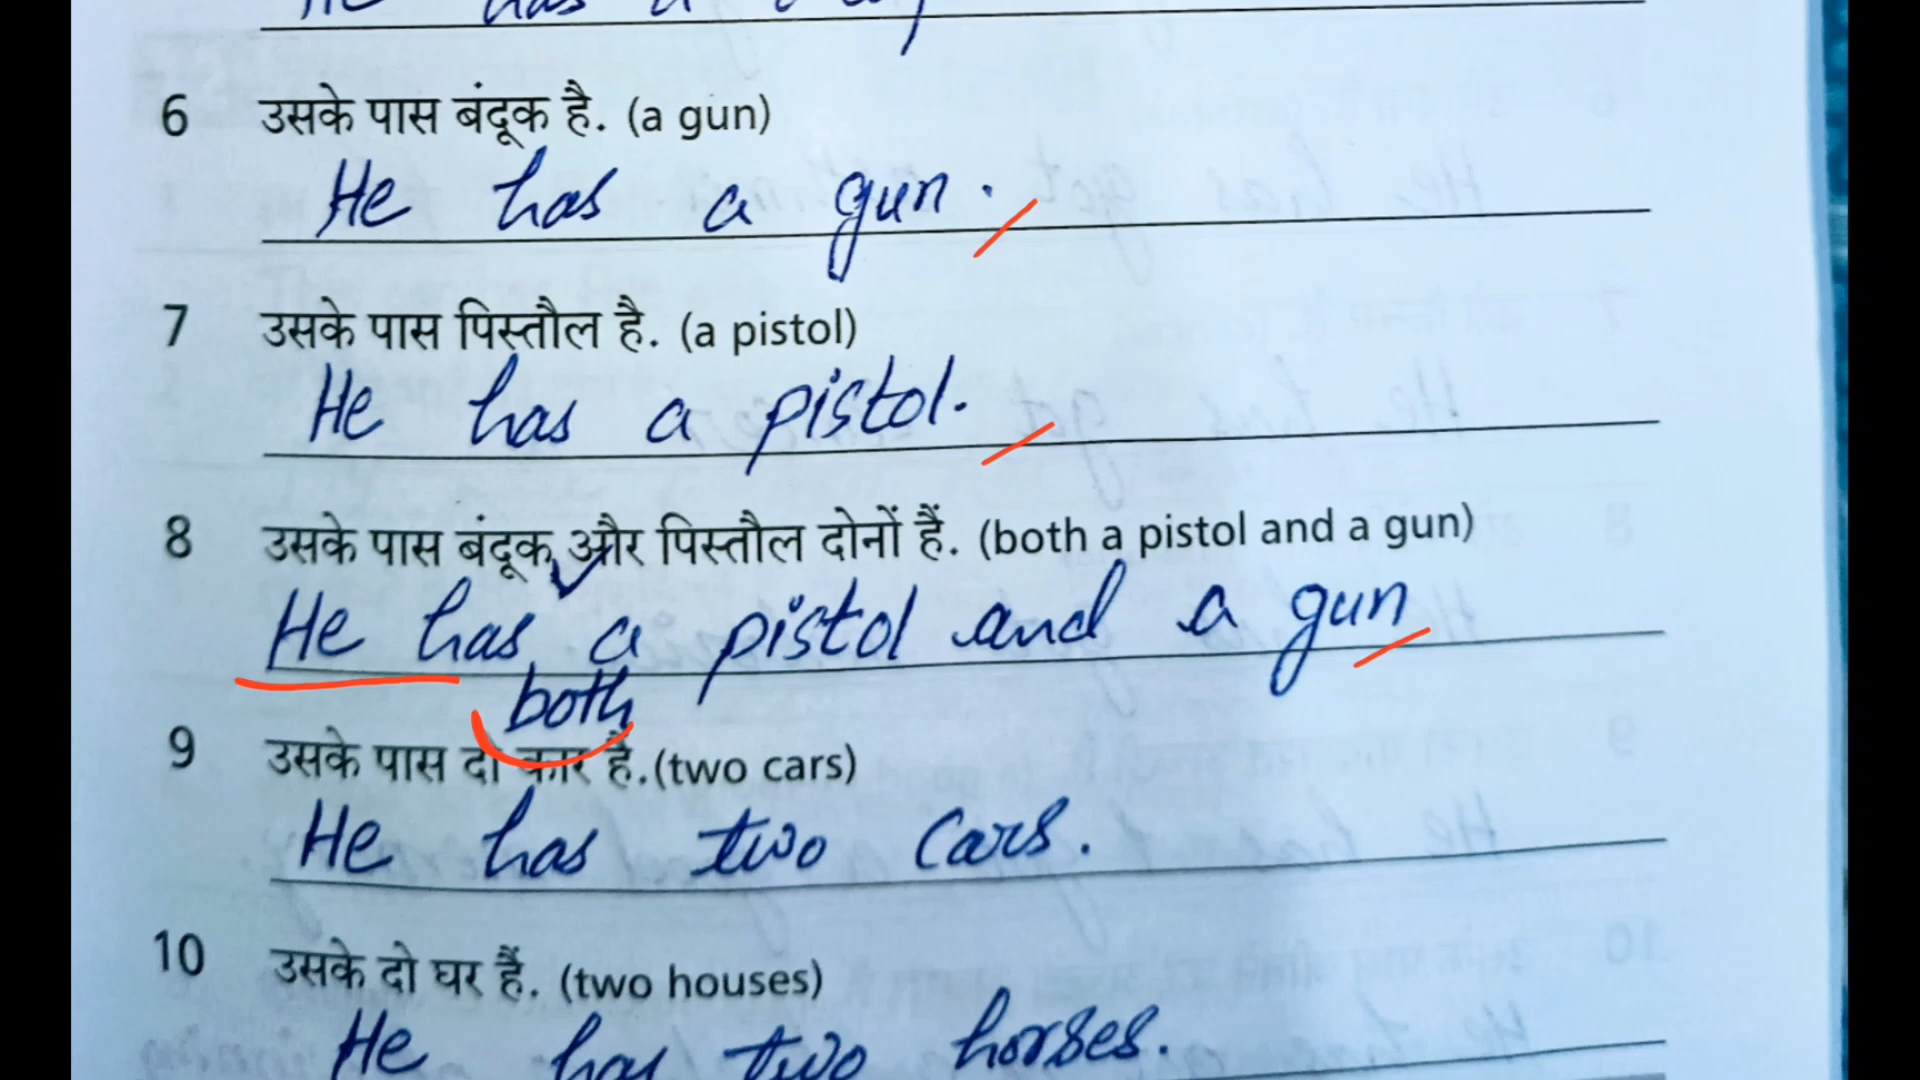 He has a
6 उसके पास बंदूक है. (a gun)
He has a gun.
7 उसके पास पिस्तौल है. (a pistol)
He has a pistol.
8 उसके पास बंदूक और पिस्तौल दोनों हैं. (both a pistol and a gun)
He has a pistol and a gun
both
9 उसके पास दो कार हैं.(two cars)
He has two cars.
10 उसके दो घर हैं. (two houses)
He has two horses.